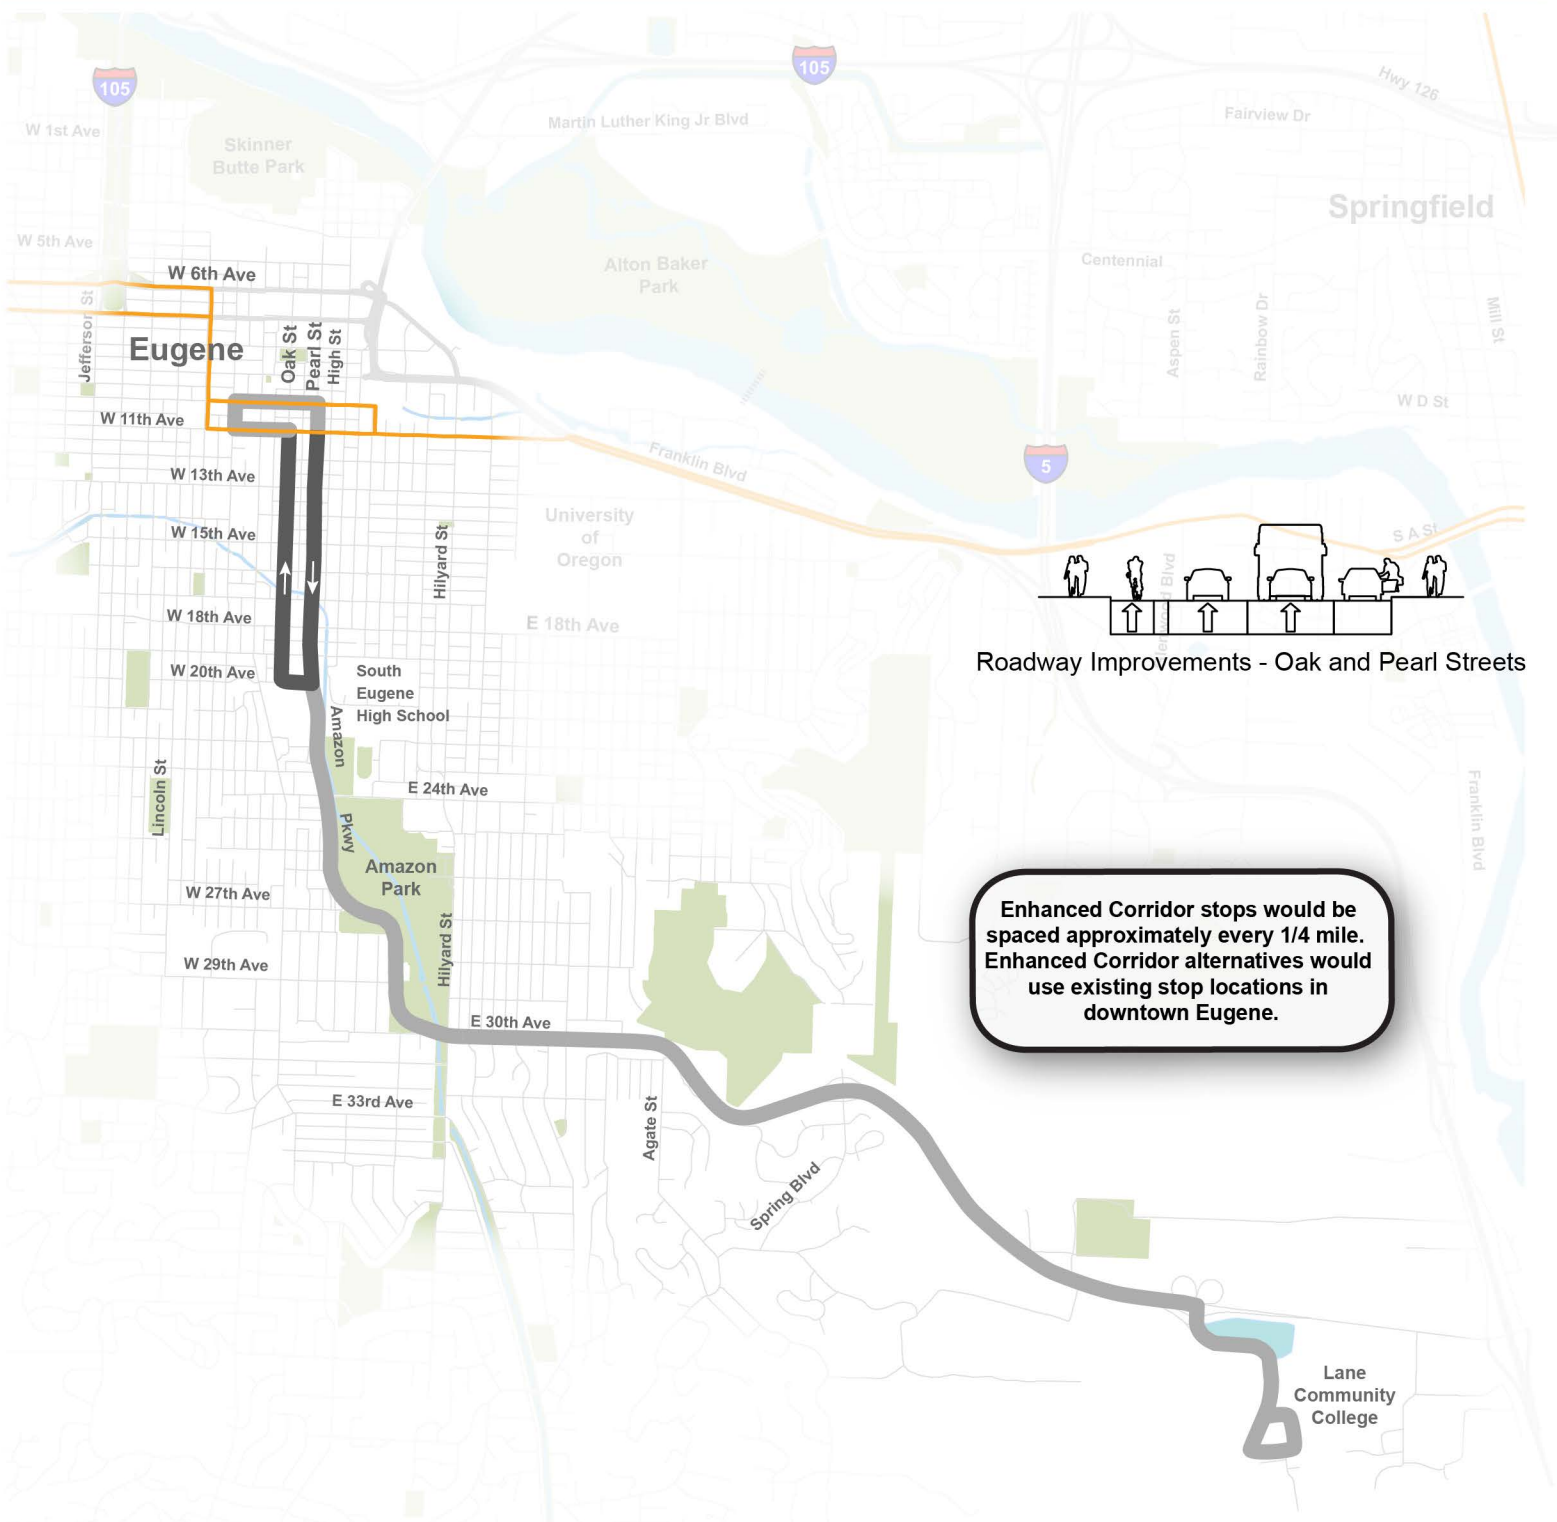 105
105
Hwy 126
Martin Luther King Jr Blvd
Fairview Dr
W 1st Ave
Skinner
Butte Park
Springfield
W 5th Ave
Alton Baker
Park
Centennial
W 6th Ave
Jefferson St
Eugene
Oak St
Pearl St
High St
Aspen St
Rainbow Dr
Mill St
W D St
W 11th Ave
Franklin Blvd
5
W 13th Ave
University
of
Oregon
W 15th Ave
Hilyard St
S A St
W 18th Ave
E 18th Ave
Roadway Improvements - Oak and Pearl Streets
W 20th Ave
South
Eugene
High School
Amazon
Pkwy
Lincoln St
E 24th Ave
Franklin Blvd
Amazon
Park
W 27th Ave
Hilyard St
W 29th Ave
Enhanced Corridor stops would be
spaced approximately every 1/4 mile.
Enhanced Corridor alternatives would
use existing stop locations in
downtown Eugene.
E 30th Ave
E 33rd Ave
Agate St
Spring Blvd
Lane
Community
College